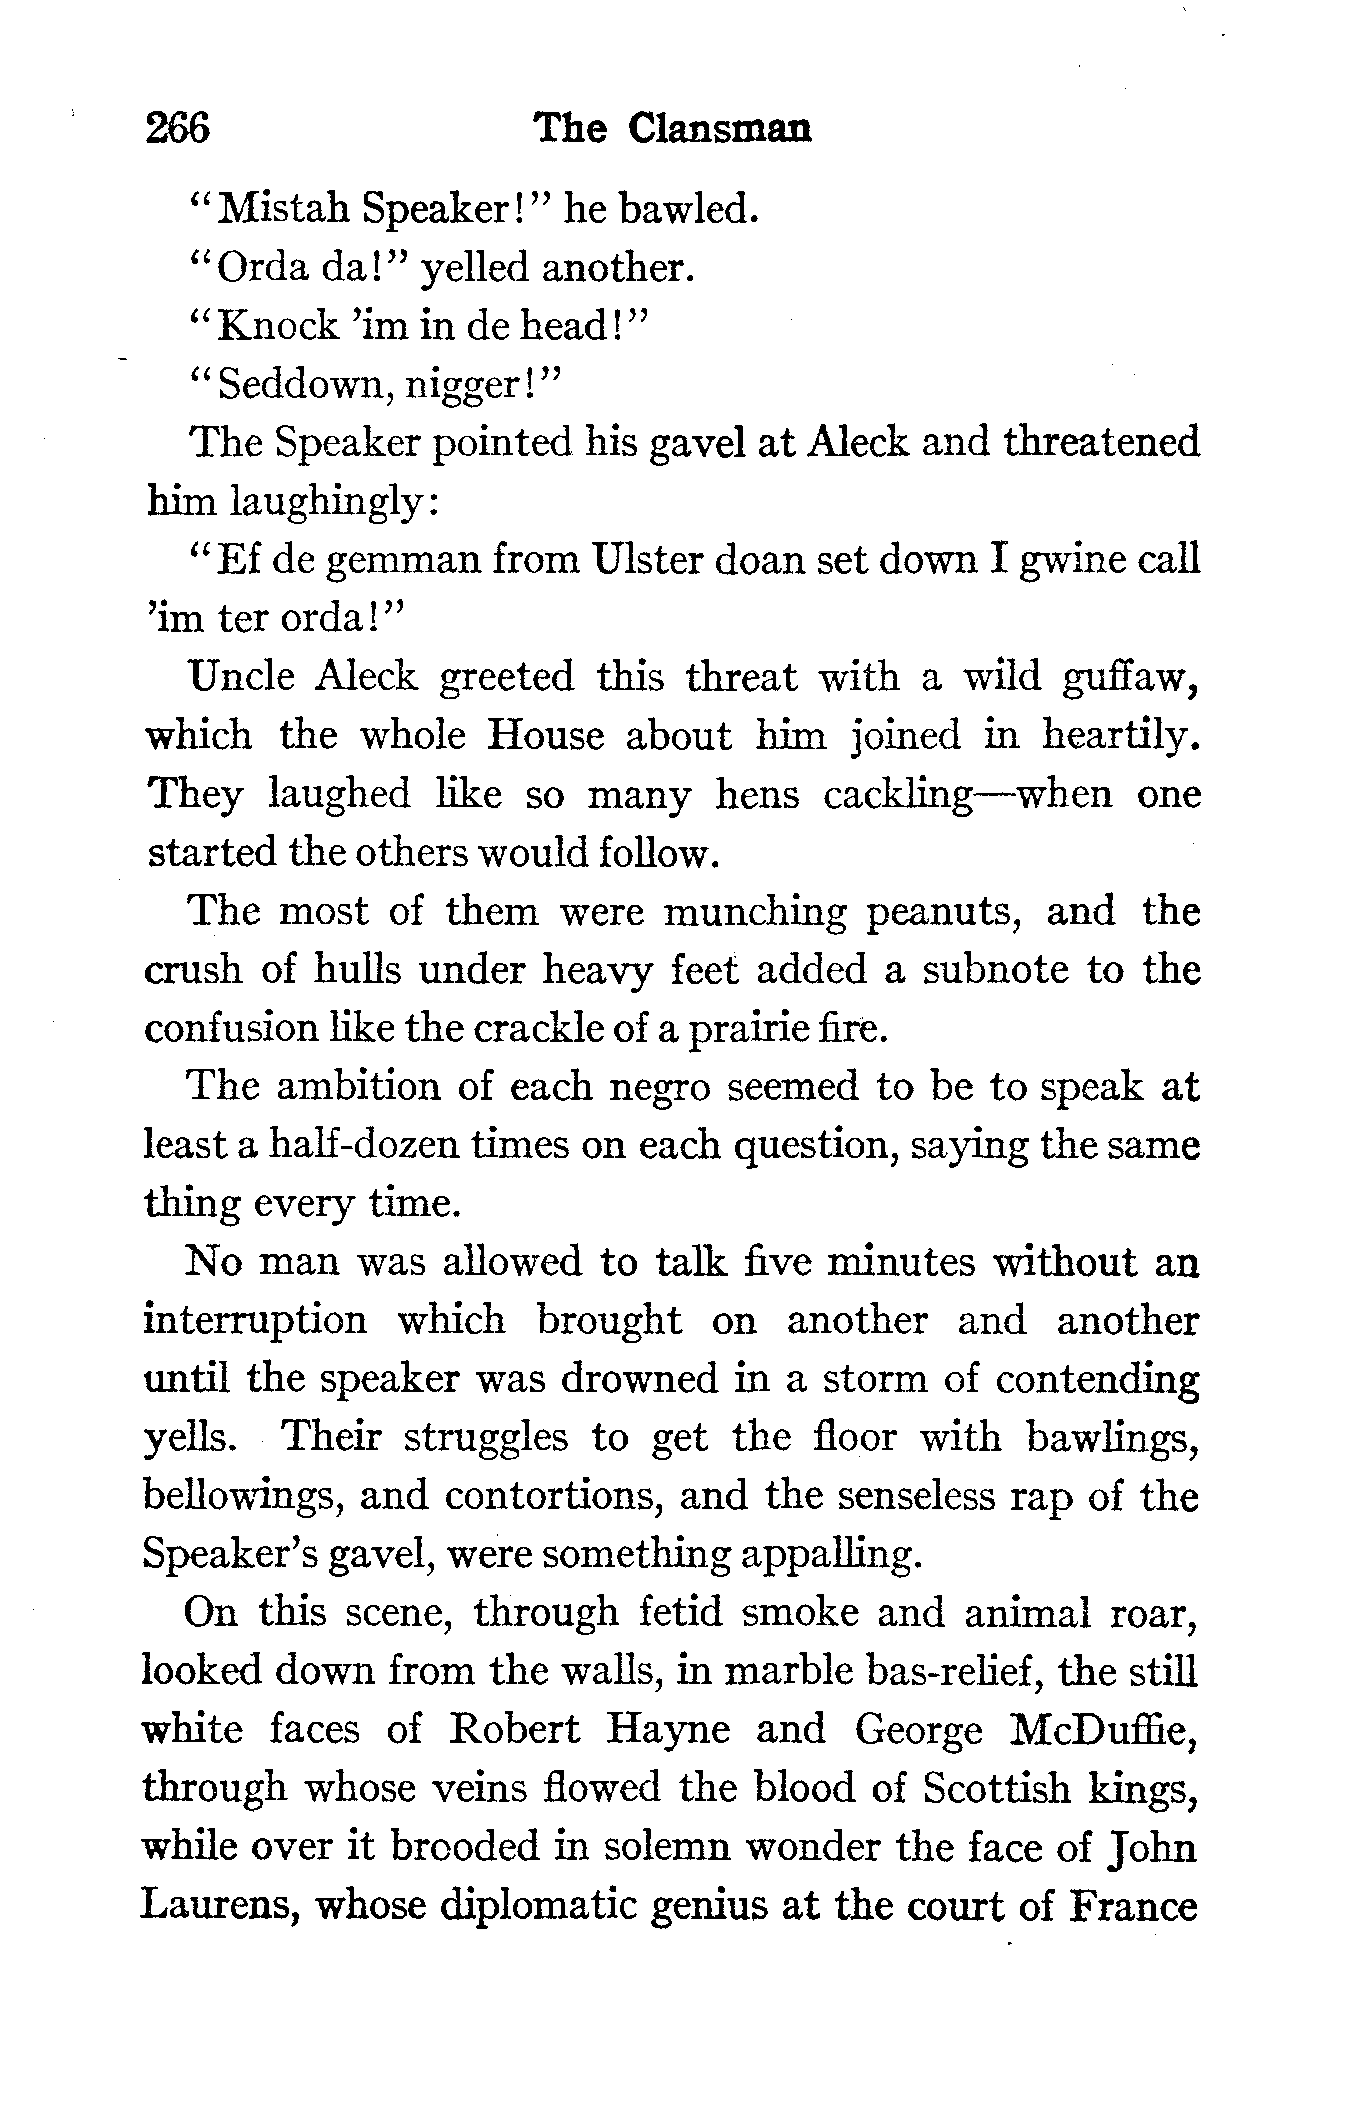 266 The Clansman
“Mistah Speaker!” he bawled.
“Orda da!” yelled another.
“Knock ’im in de head!”
“Seddown, nigger!”
The Speaker pointed his gavel at Aleck and threatened
him laughingly:
“Ef de gemman from Ulster doan set down I gwine call
’im ter orda!”
Uncle Aleck greeted this threat with a wild guffaw,
which the whole House about him joined in heartily.
They laughed like so many hens cackling—when one
started the others would follow.
The most of them were munching peanuts, and the
crush of hulls under heavy feet added a subnote to the
confusion like the crackle of a prairie fire.
The ambition of each negro seemed to be to speak at
least a half-dozen times on each question, saying the same
thing every time.
No man was allowed to talk five minutes without an
interruption which brought on another and another
until the speaker was drowned in a storm of contending
yells. Their struggles to get the floor with bawlings,
bellowings, and contortions, and the senseless rap of the
Speaker’s gavel, were something appalling.
On this scene, through fetid smoke and animal roar,
looked down from the walls, in marble bas-relief, the still
white faces of Robert Hayne and George McDuffie,
through whose veins flowed the blood of Scottish kings,
while over it brooded in solemn wonder the face of John
Laurens, whose diplomatic genius at the court of France